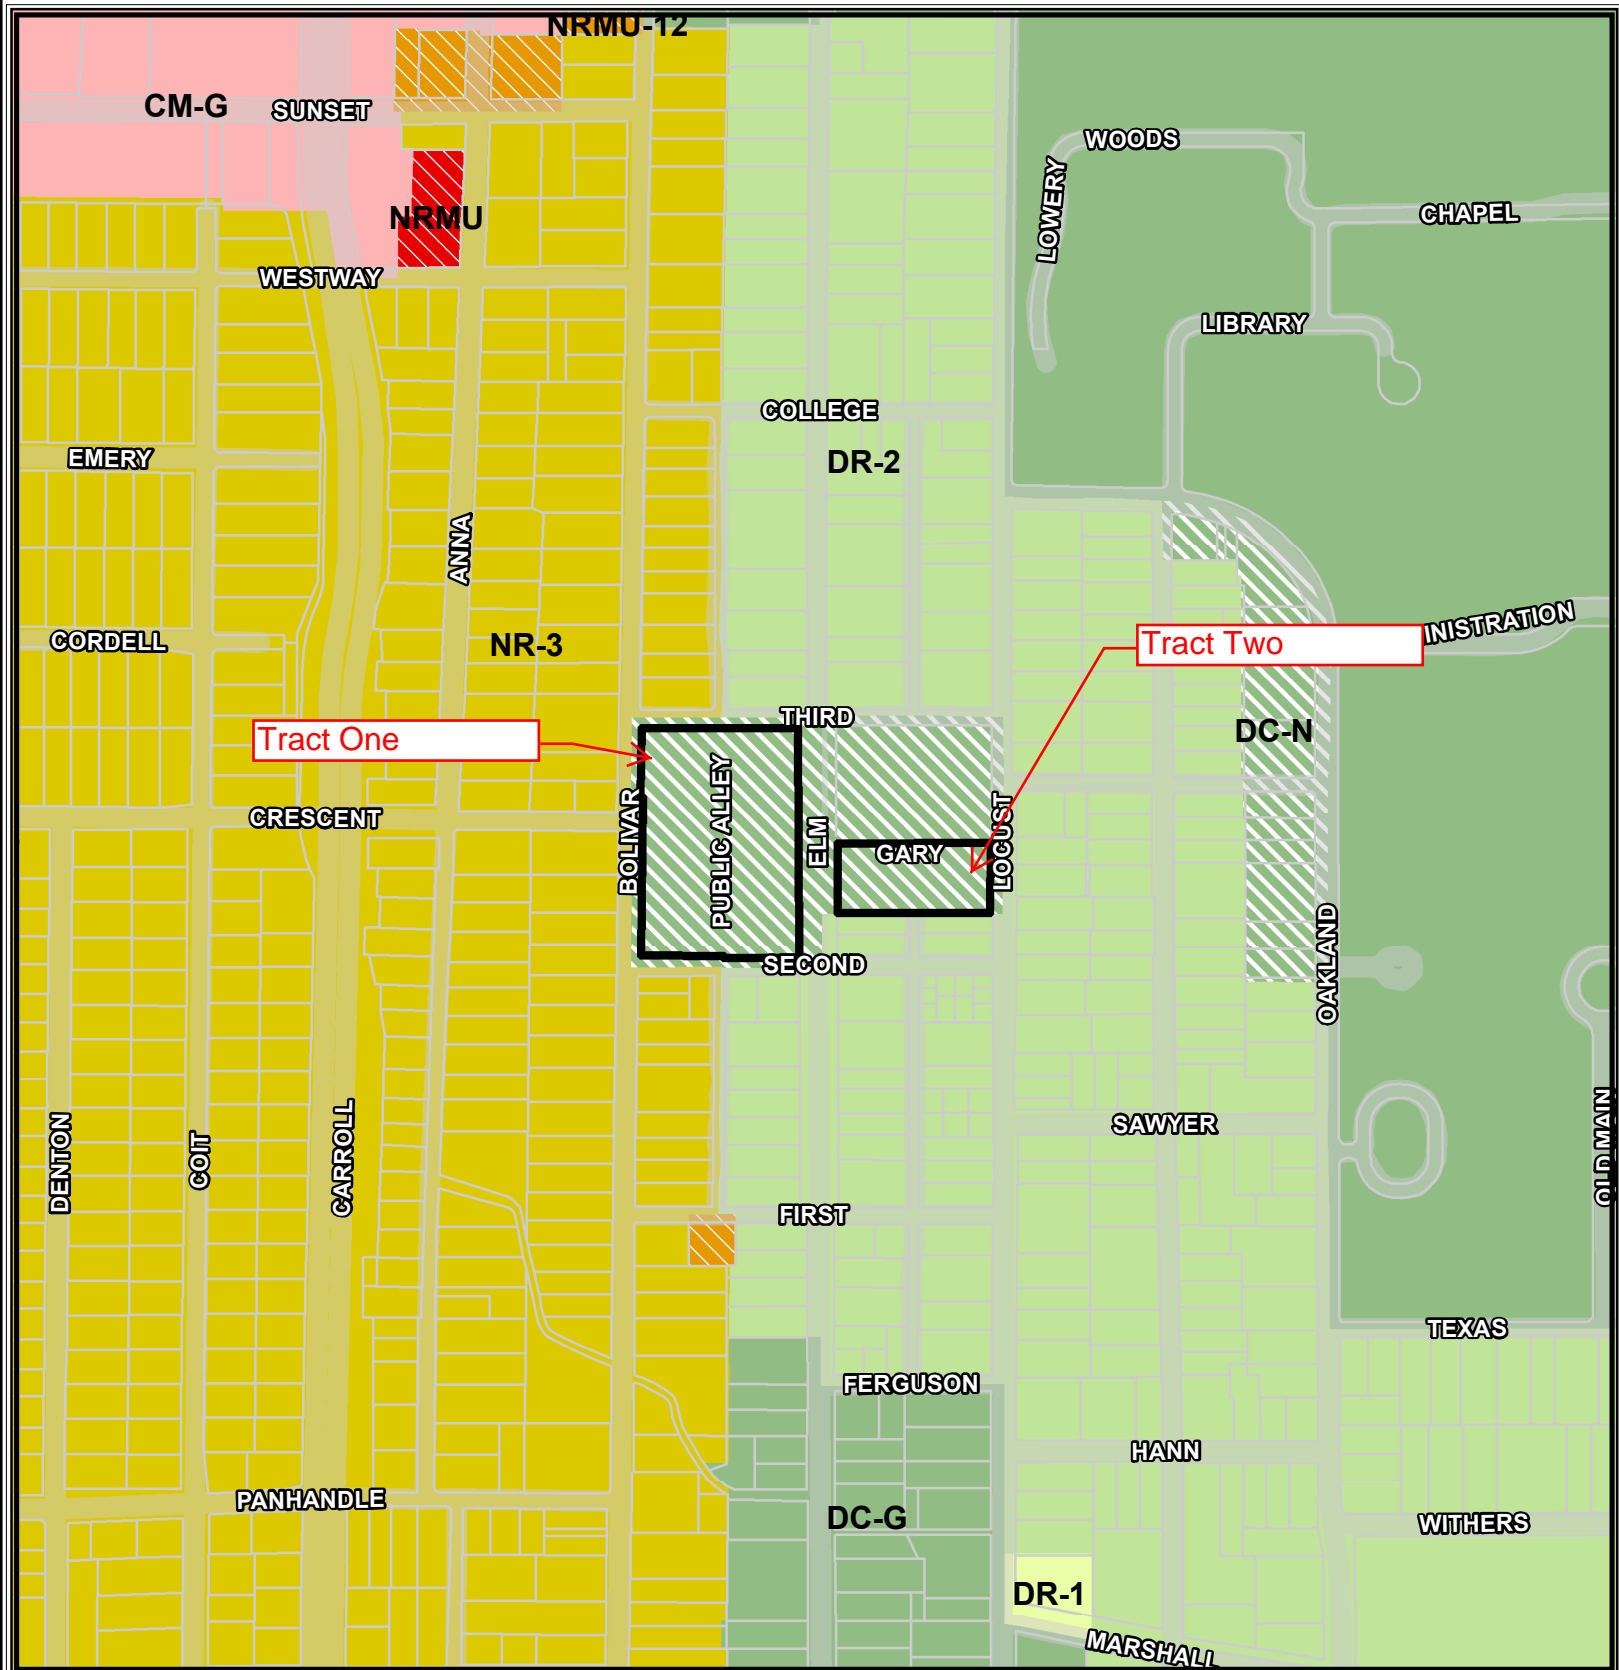 NRMU-12
CM-G
SUNSET
WOODS
LOWERY
CHAPEL
NRMU
WESTWAY
LIBRARY
COLLEGE
EMERY
DR-2
ANNA
CORDELL
NR-3
INISTRATION
Tract Two
THIRD
DC-N
Tract One
CRESCENT
BOLIVAR
PUBLIC ALLEY
ELM
GARY
LOCUST
SECOND
OAKLAND
DENTON
COIT
CARROLL
SAWYER
OLD MAIN
FIRST
TEXAS
FERGUSON
HANN
PANHANDLE
DC-G
WITHERS
DR-1
MARSHALL